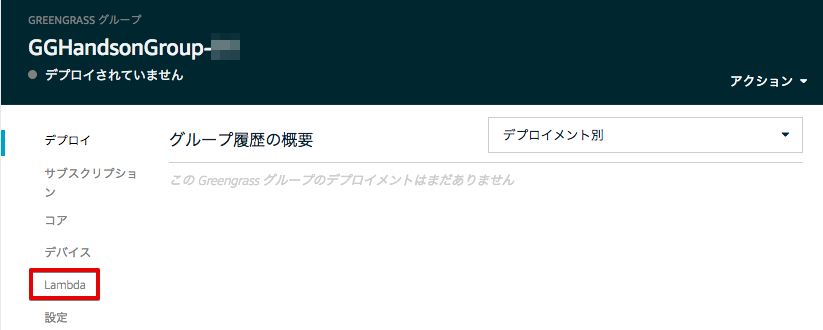 GREENGRASS グループ
GGHandsonGroup-
デプロイされていません
アクション
デプロイ
グループ履歴の概要
デプロイメント別
サブスクリプショ
ン
この Greengrass グループのデプロイメントはまだありません
コア
デバイス
Lambda
設定